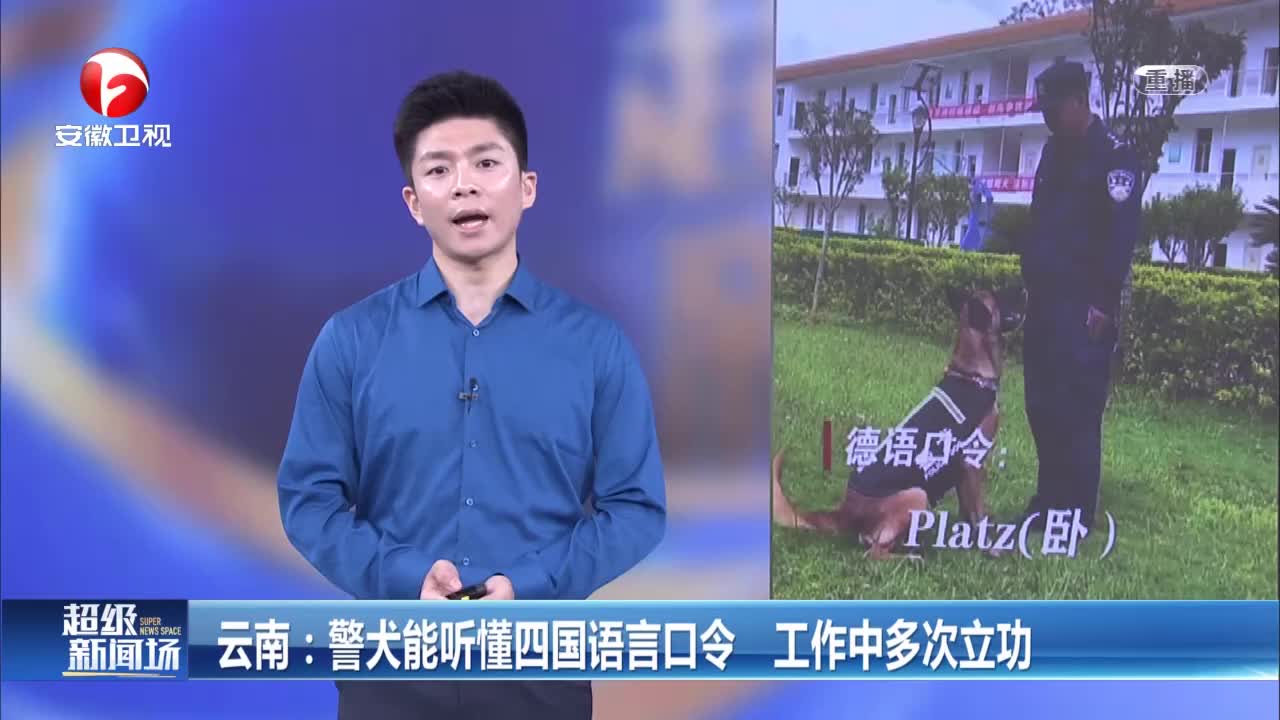 安徽卫视
重播
德语口令:
Platz(卧)
超级
新闻场
SUPER
NEWS SPACE
云南：警犬能听懂四国语言口令 工作中多次立功